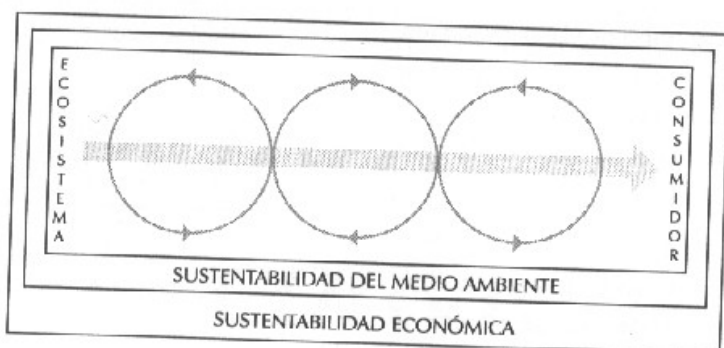 ECOSISTEMA
CONSUMIDOR
SUSTENTABILIDAD DEL MEDIO AMBIENTE
SUSTENTABILIDAD ECONÓMICA